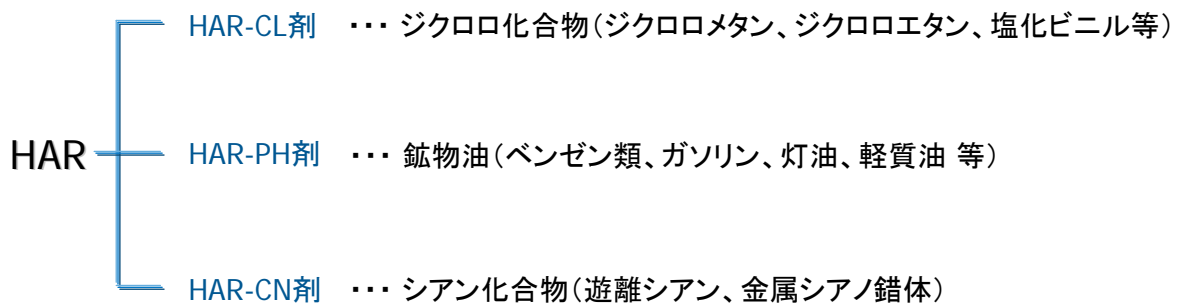 HAR-CL剤 ・・・ ジクロロ化合物（ジクロロメタン、ジクロロエタン、塩化ビニル等）
HAR HAR-PH剤 ・・・ 鉱物油（ベンゼン類、ガソリン、灯油、軽質油 等）
HAR-CN剤 ・・・ シアン化合物（遊離シアン、金属シアノ錯体）